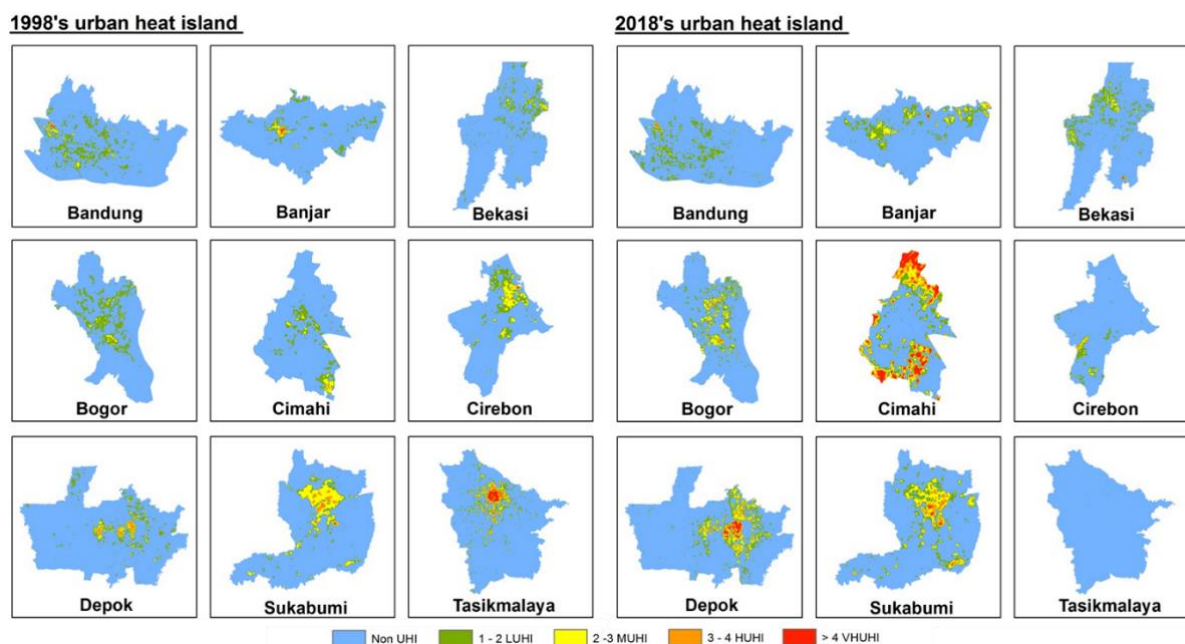 1998's urban heat island
2018's urban heat island
Bandung
Banjar
Bekasi
Bandung
Banjar
Bekasi
Bogor
Cimahi
Cirebon
Bogor
Cimahi
Cirebon
Depok
Sukabumi
Tasikmalaya
Depok
Sukabumi
Tasikmalaya
Non UHI
1 - 2 LUHI
2 -3 MUHI
3 - 4 HUHI
> 4 VHUHI